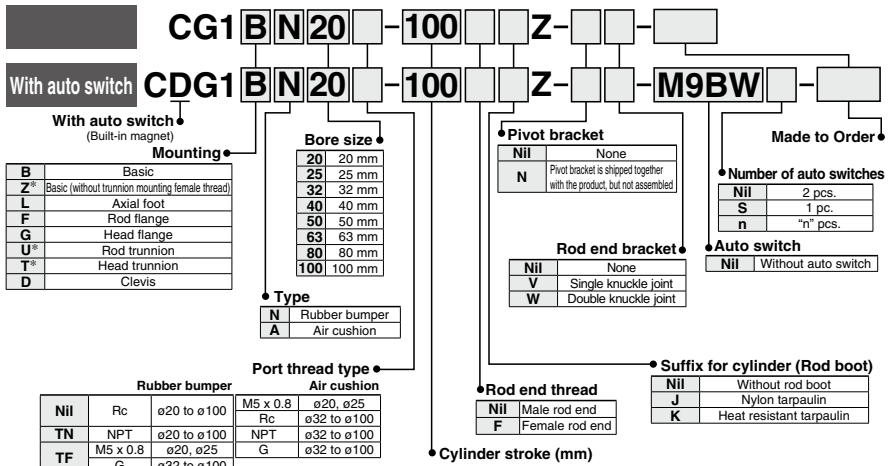 CG1 B N 20 – 100 Z –
With auto switch CDG1 B N 20 – 100 Z – – M9BW –
With auto switch
(Built-in magnet)
Mounting
B Basic
Z* Basic (without trunnion mounting female thread)
L Axial foot
F Rod flange
G Head flange
U* Rod trunnion
T* Head trunnion
D Clevis
Bore size
20 20 mm
25 25 mm
32 32 mm
40 40 mm
50 50 mm
63 63 mm
80 80 mm
100 100 mm
Type
N Rubber bumper
A Air cushion
Port thread type
Rubber bumper Air cushion
Nil Rc ø20 to ø100 M5 x 0.8 ø20, ø25
Rc ø32 to ø100
TN NPT ø20 to ø100 NPT ø32 to ø100
TF M5 x 0.8 ø20, ø25 G ø32 to ø100
G ø32 to ø100
Cylinder stroke (mm)
Rod end thread
Nil Male rod end
F Female rod end
Suffix for cylinder (Rod boot)
Nil Without rod boot
J Nylon tarpaulin
K Heat resistant tarpaulin
Pivot bracket
Nil None
N Pivot bracket is shipped together
with the product, but not assembled
Rod end bracket
Nil None
V Single knuckle joint
W Double knuckle joint
Auto switch
Nil Without auto switch
Number of auto switches
Nil 2 pcs.
S 1 pc.
n "n" pcs.
Made to Order